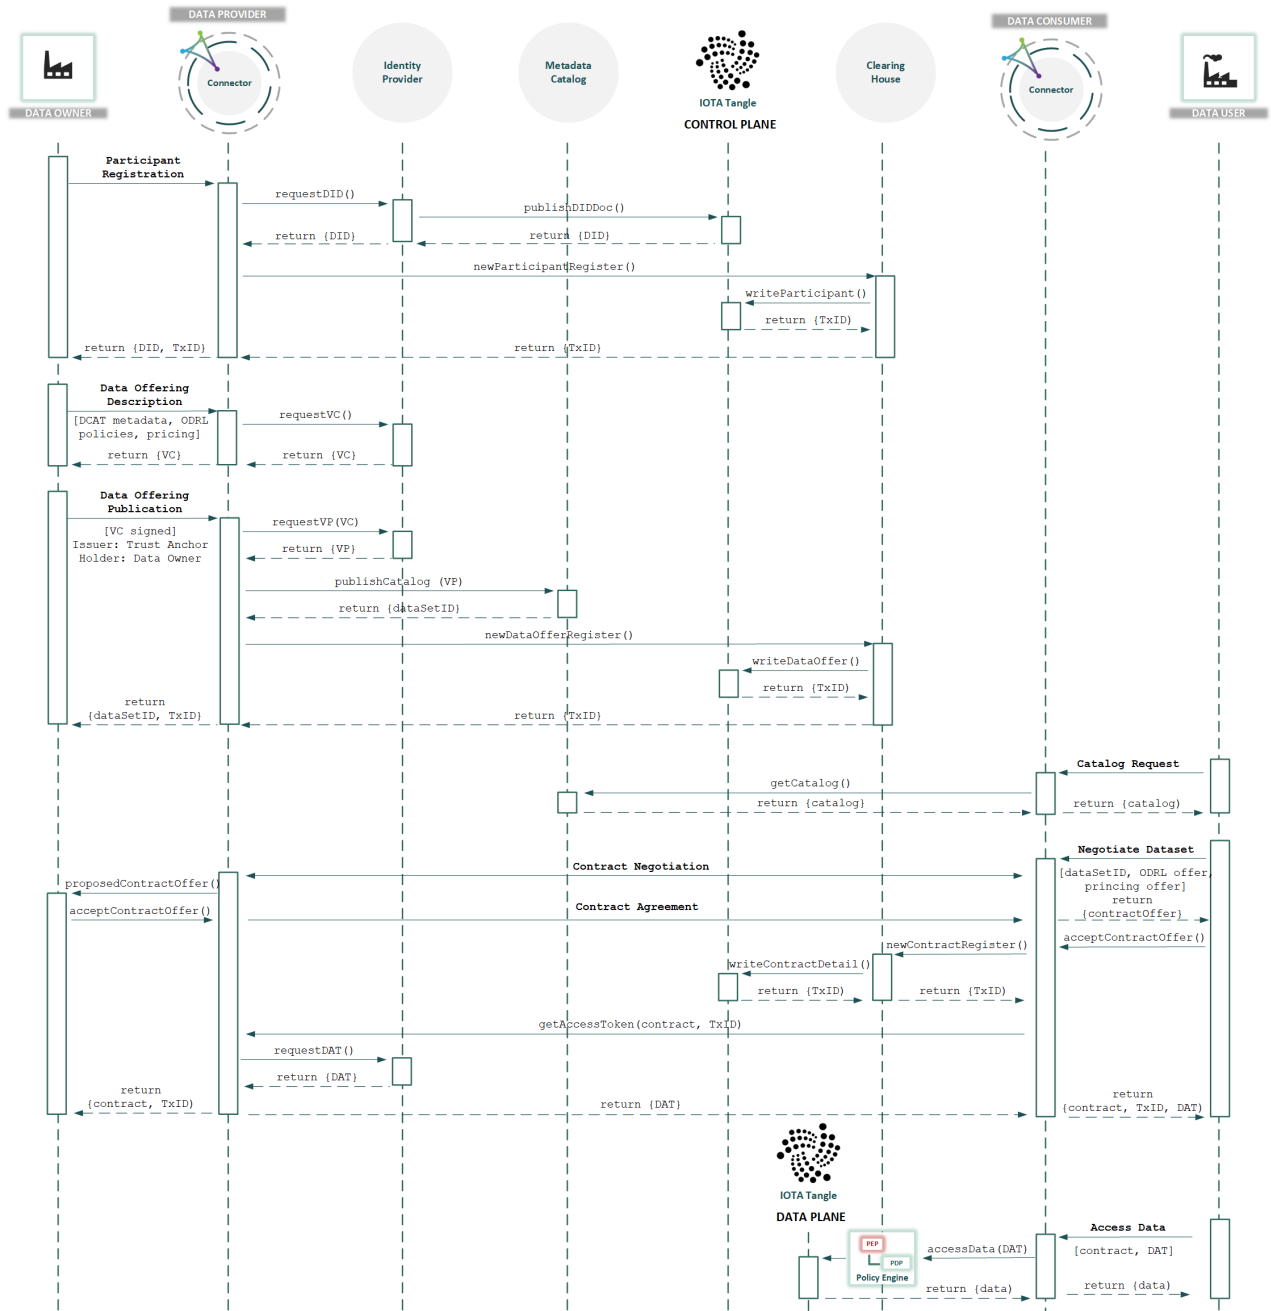 DATA PROVIDER
DATA CONSUMER
Connector
Identity
Provider
Metadata
Catalog
IOTA Tangle
CONTROL PLANE
Clearing
House
Connector
DATA OWNER
DATA USER
Participant
Registration
requestDID()
publishDIDDoc()
return {DID}
return {DID}
newParticipantRegister()
writeParticipant()
return {TxID)
return {DID, TxID}
return {TxID}
Data Offering
Description
[DCAT metadata, ODRL
policies, pricing]
requestVC()
return {VC}
return {VC}
Data Offering
Publication
[VC signed]
Issuer: Trust Anchor
Holder: Data Owner
requestVP(VC)
return {VP}
publishCatalog (VP)
return {dataSetID}
newDataOfferRegister()
writeDataOffer()
return {TxID)
return
{dataSetID, TxID}
return {TxID}
Catalog Request
getCatalog()
return {catalog}
return {catalog)
Negotiate Dataset
Contract Negotiation
[dataSetID, ODRL offer,
princing offer]
proposedContractOffer()
return
{contractOffer}
acceptContractOffer()
Contract Agreement
acceptContractOffer()
newContractRegister()
writeContractDetail()
return {TxID)
return {TxID)
getAccessToken(contract, TxID)
requestDAT()
return {DAT}
return
{contract, TxID)
return {DAT}
return
{contract, TxID, DAT)
IOTA Tangle
DATA PLANE
Access Data
[contract, DAT]
PEP
PDP
Policy Engine
accessData(DAT)
return {data)
return {data)